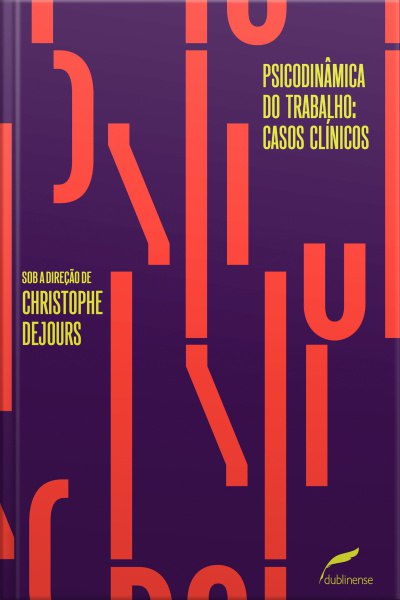 PSICODINÂMICA
DO TRABALHO:
CASOS CLÍNICOS
SOB A DIREÇÃO DE
CHRISTOPHE
DEJOURS
dublinense